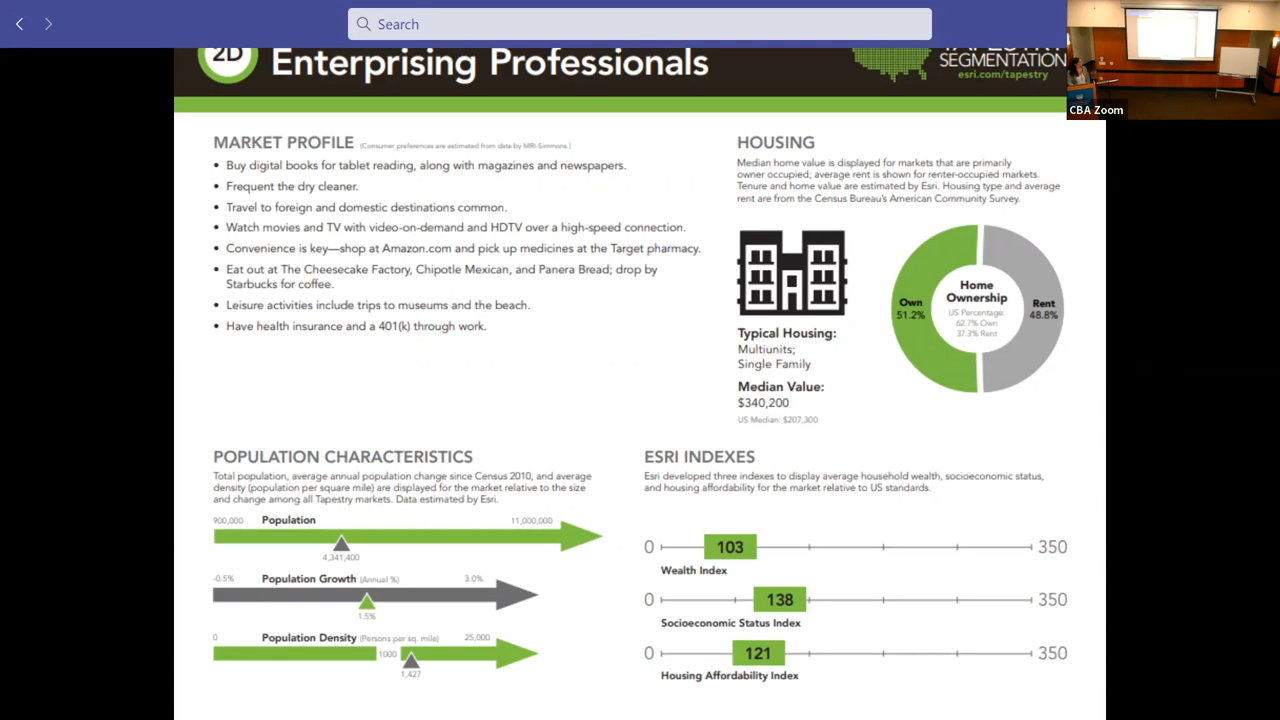 Search
CBA Zoom
2D
Enterprising Professionals
TAPESTRY
SEGMENTATION
esri.com/tapestry
MARKET PROFILE (Consumer preferences are estimated from data by MRI-Simmons.)
• Buy digital books for tablet reading, along with magazines and newspapers.
• Frequent the dry cleaner.
• Travel to foreign and domestic destinations common.
• Watch movies and TV with video-on-demand and HDTV over a high-speed connection.
• Convenience is key—shop at Amazon.com and pick up medicines at the Target pharmacy.
• Eat out at The Cheesecake Factory, Chipotle Mexican, and Panera Bread; drop by
Starbucks for coffee.
• Leisure activities include trips to museums and the beach.
• Have health insurance and a 401(k) through work.
HOUSING
Median home value is displayed for markets that are primarily
owner occupied; average rent is shown for renter-occupied markets.
Tenure and home value are estimated by Esri. Housing type and average
rent are from the Census Bureau's American Community Survey.
Typical Housing:
Multiunits;
Single Family
Median Value:
$340,200
US Median: $207,300
Home
Ownership
US Percentage:
62.7% Own
37.3% Rent
Own
51.2%
Rent
48.8%
POPULATION CHARACTERISTICS
Total population, average annual population change since Census 2010, and average
density (population per square mile) are displayed for the market relative to the size
and change among all Tapestry markets. Data estimated by Esri.
900,000 Population 11,000,000
4,341,400
-0.5% Population Growth (Annual %) 3.0%
1.5%
0 Population Density (Persons per sq. mile) 25,000
1000
1,427
ESRI INDEXES
Esri developed three indexes to display average household wealth, socioeconomic status,
and housing affordability for the market relative to US standards.
0 103 350
Wealth Index
0 138 350
Socioeconomic Status Index
0 121 350
Housing Affordability Index